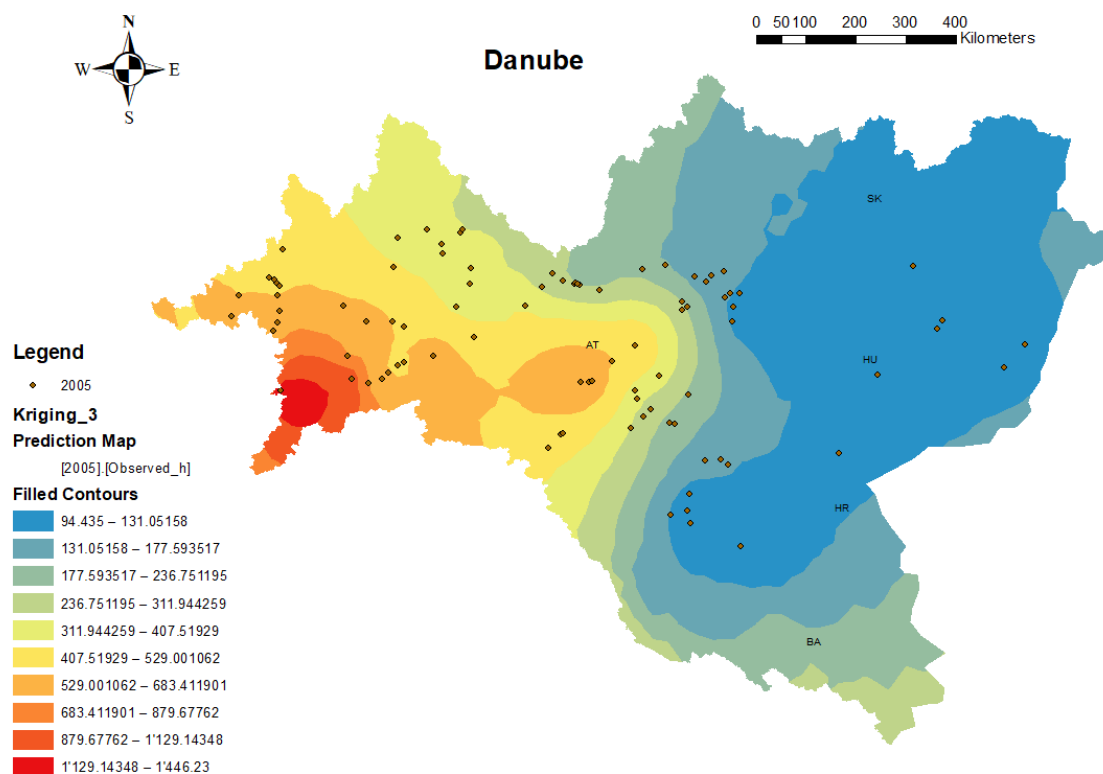 N
W E
S
0 50 100 200 300 400
Kilometers
Danube
SK
AT
HU
HR
BA
Legend
2005
Kriging_3
Prediction Map
[2005].[Observed_h]
Filled Contours
94.435 – 131.05158
131.05158 – 177.593517
177.593517 – 236.751195
236.751195 – 311.944259
311.944259 – 407.51929
407.51929 – 529.001062
529.001062 – 683.411901
683.411901 – 879.67762
879.67762 – 1'129.14348
1'129.14348 – 1'446.23